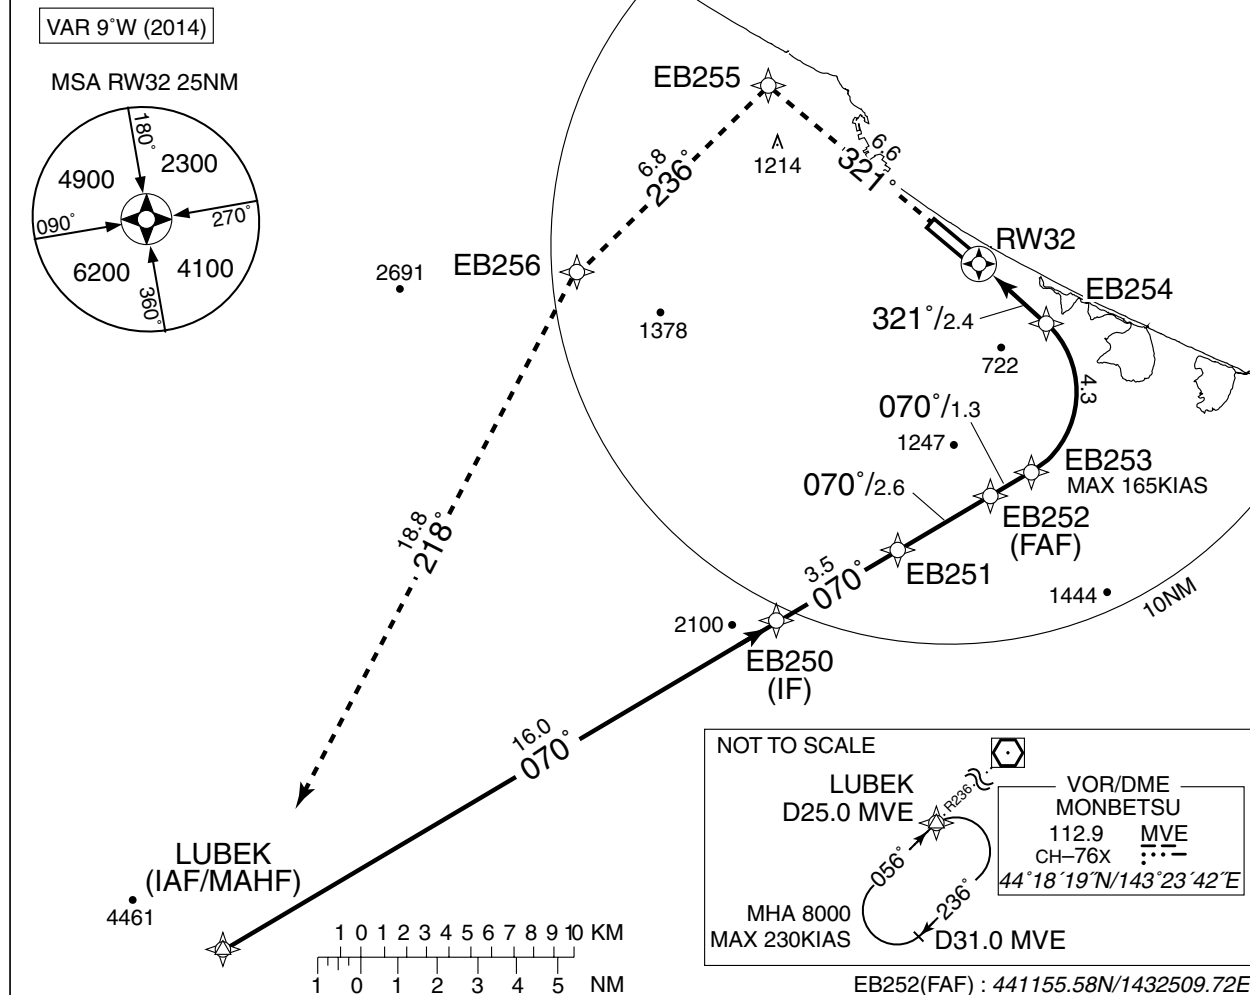 VAR 9°W (2014)
MSA RW32 25NM
180°
4900
2300
090°
270°
6200
4100
360°
EB255
1214
6.6
321°
6.8
236°
RW32
EB256
2691
1378
EB254
321°/2.4
722
4.3
070°/1.3
1247
EB253
MAX 165KIAS
070°/2.6
EB252
(FAF)
18.8
218°
EB251
3.5
070°
1444
10NM
2100
EB250
(IF)
16.0
070°
LUBEK
(IAF/MAHF)
4461
1 0 1 2 3 4 5 6 7 8 9 10 KM
1 0 1 2 3 4 5 NM
NOT TO SCALE
LUBEK
D25.0 MVE
R236
VOR/DME
MONBETSU
112.9 MVE
CH–76X
44°18´19˝N/143°23´42˝E
056°
236°
MHA 8000
MAX 230KIAS
D31.0 MVE
EB252(FAF) : 441155.58N/1432509.72E